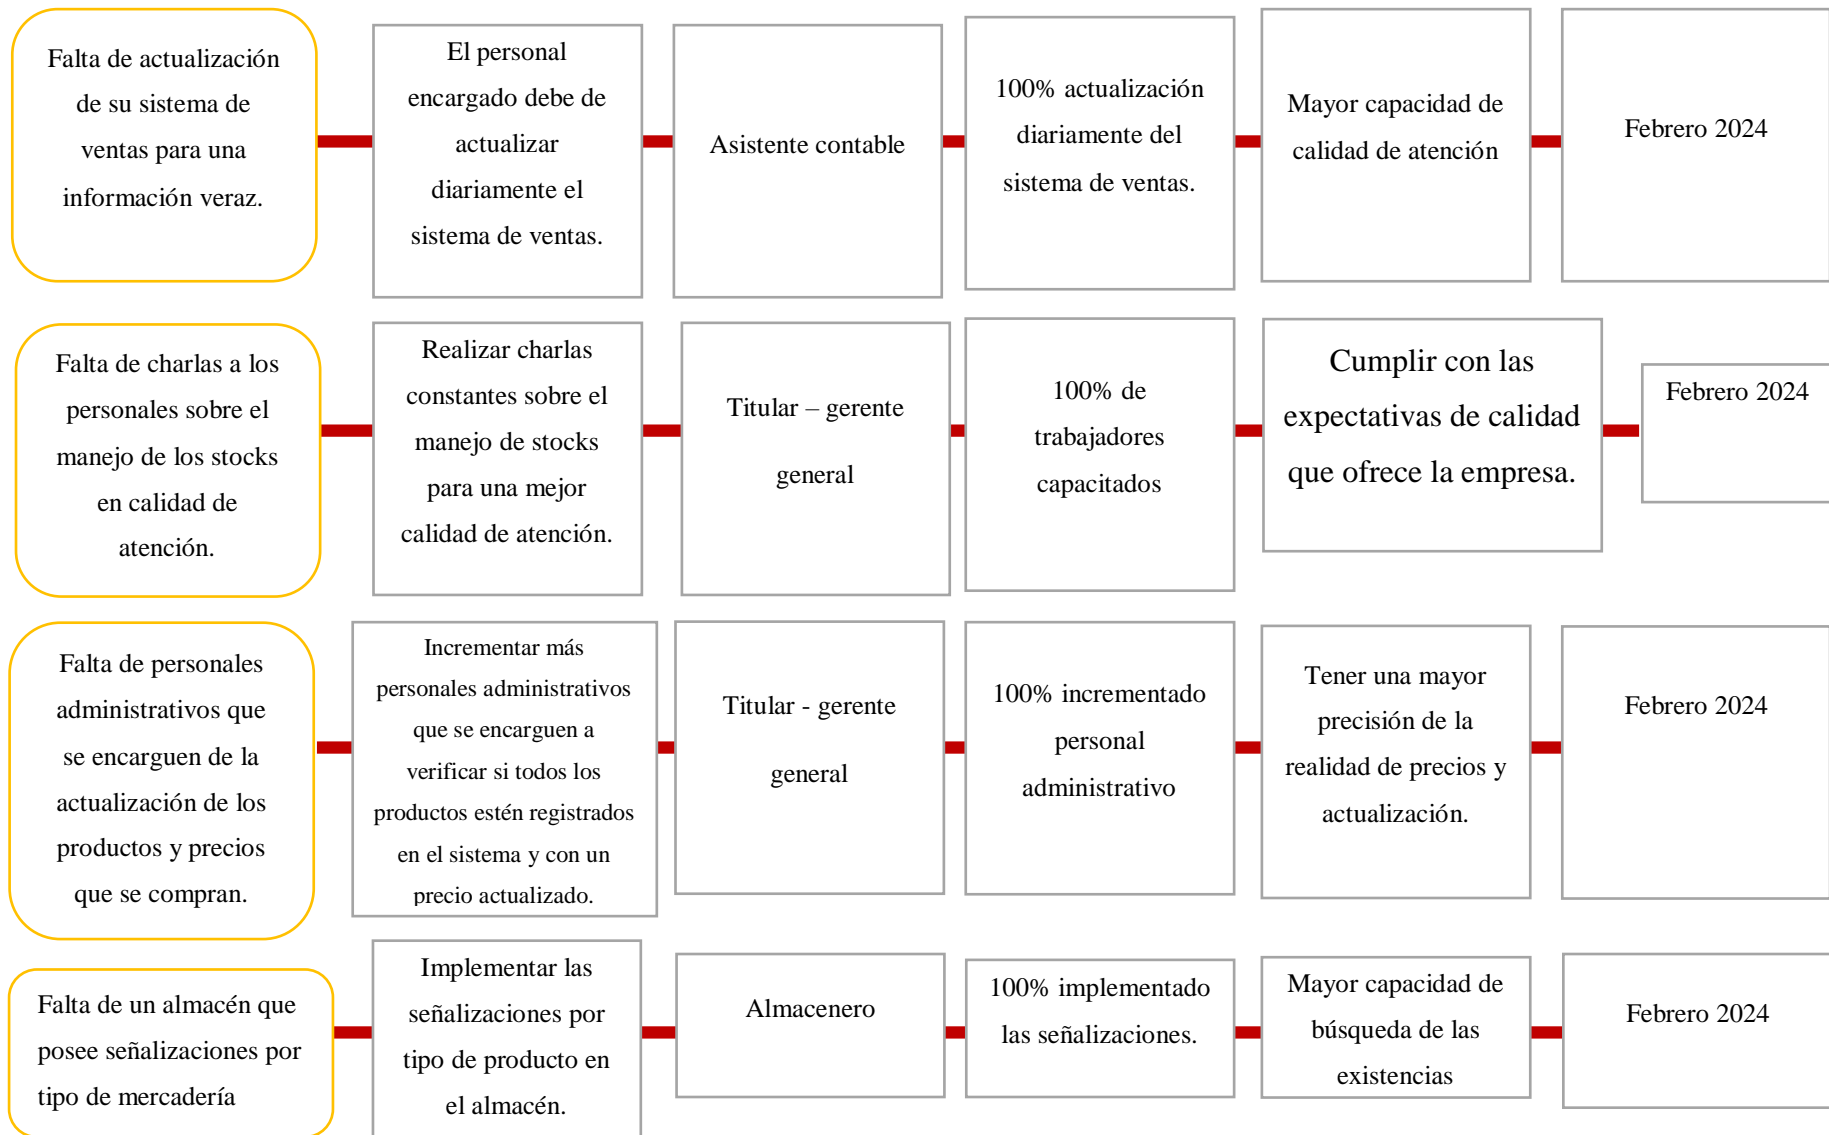 Falta de actualización
de su sistema de
ventas para una
información veraz.
El personal
encargado debe de
actualizar
diariamente el
sistema de ventas.
Asistente contable
100% actualización
diariamente del
sistema de ventas.
Mayor capacidad de
calidad de atención
Febrero 2024
Falta de charlas a los
personales sobre el
manejo de los stocks
en calidad de
atención.
Realizar charlas
constantes sobre el
manejo de stocks
para una mejor
calidad de atención.
Titular – gerente
general
100% de
trabajadores
capacitados
Cumplir con las
expectativas de calidad
que ofrece la empresa.
Febrero 2024
Falta de personales
administrativos que
se encarguen de la
actualización de los
productos y precios
que se compran.
Incrementar más
personales administrativos
que se encarguen a
verificar si todos los
productos estén registrados
en el sistema y con un
precio actualizado.
Titular - gerente
general
100% incrementado
personal
administrativo
Tener una mayor
precisión de la
realidad de precios y
actualización.
Febrero 2024
Falta de un almacén que
posee señalizaciones por
tipo de mercadería
Implementar las
señalizaciones por
tipo de producto en
el almacén.
Almacenero
100% implementado
las señalizaciones.
Mayor capacidad de
búsqueda de las
existencias
Febrero 2024